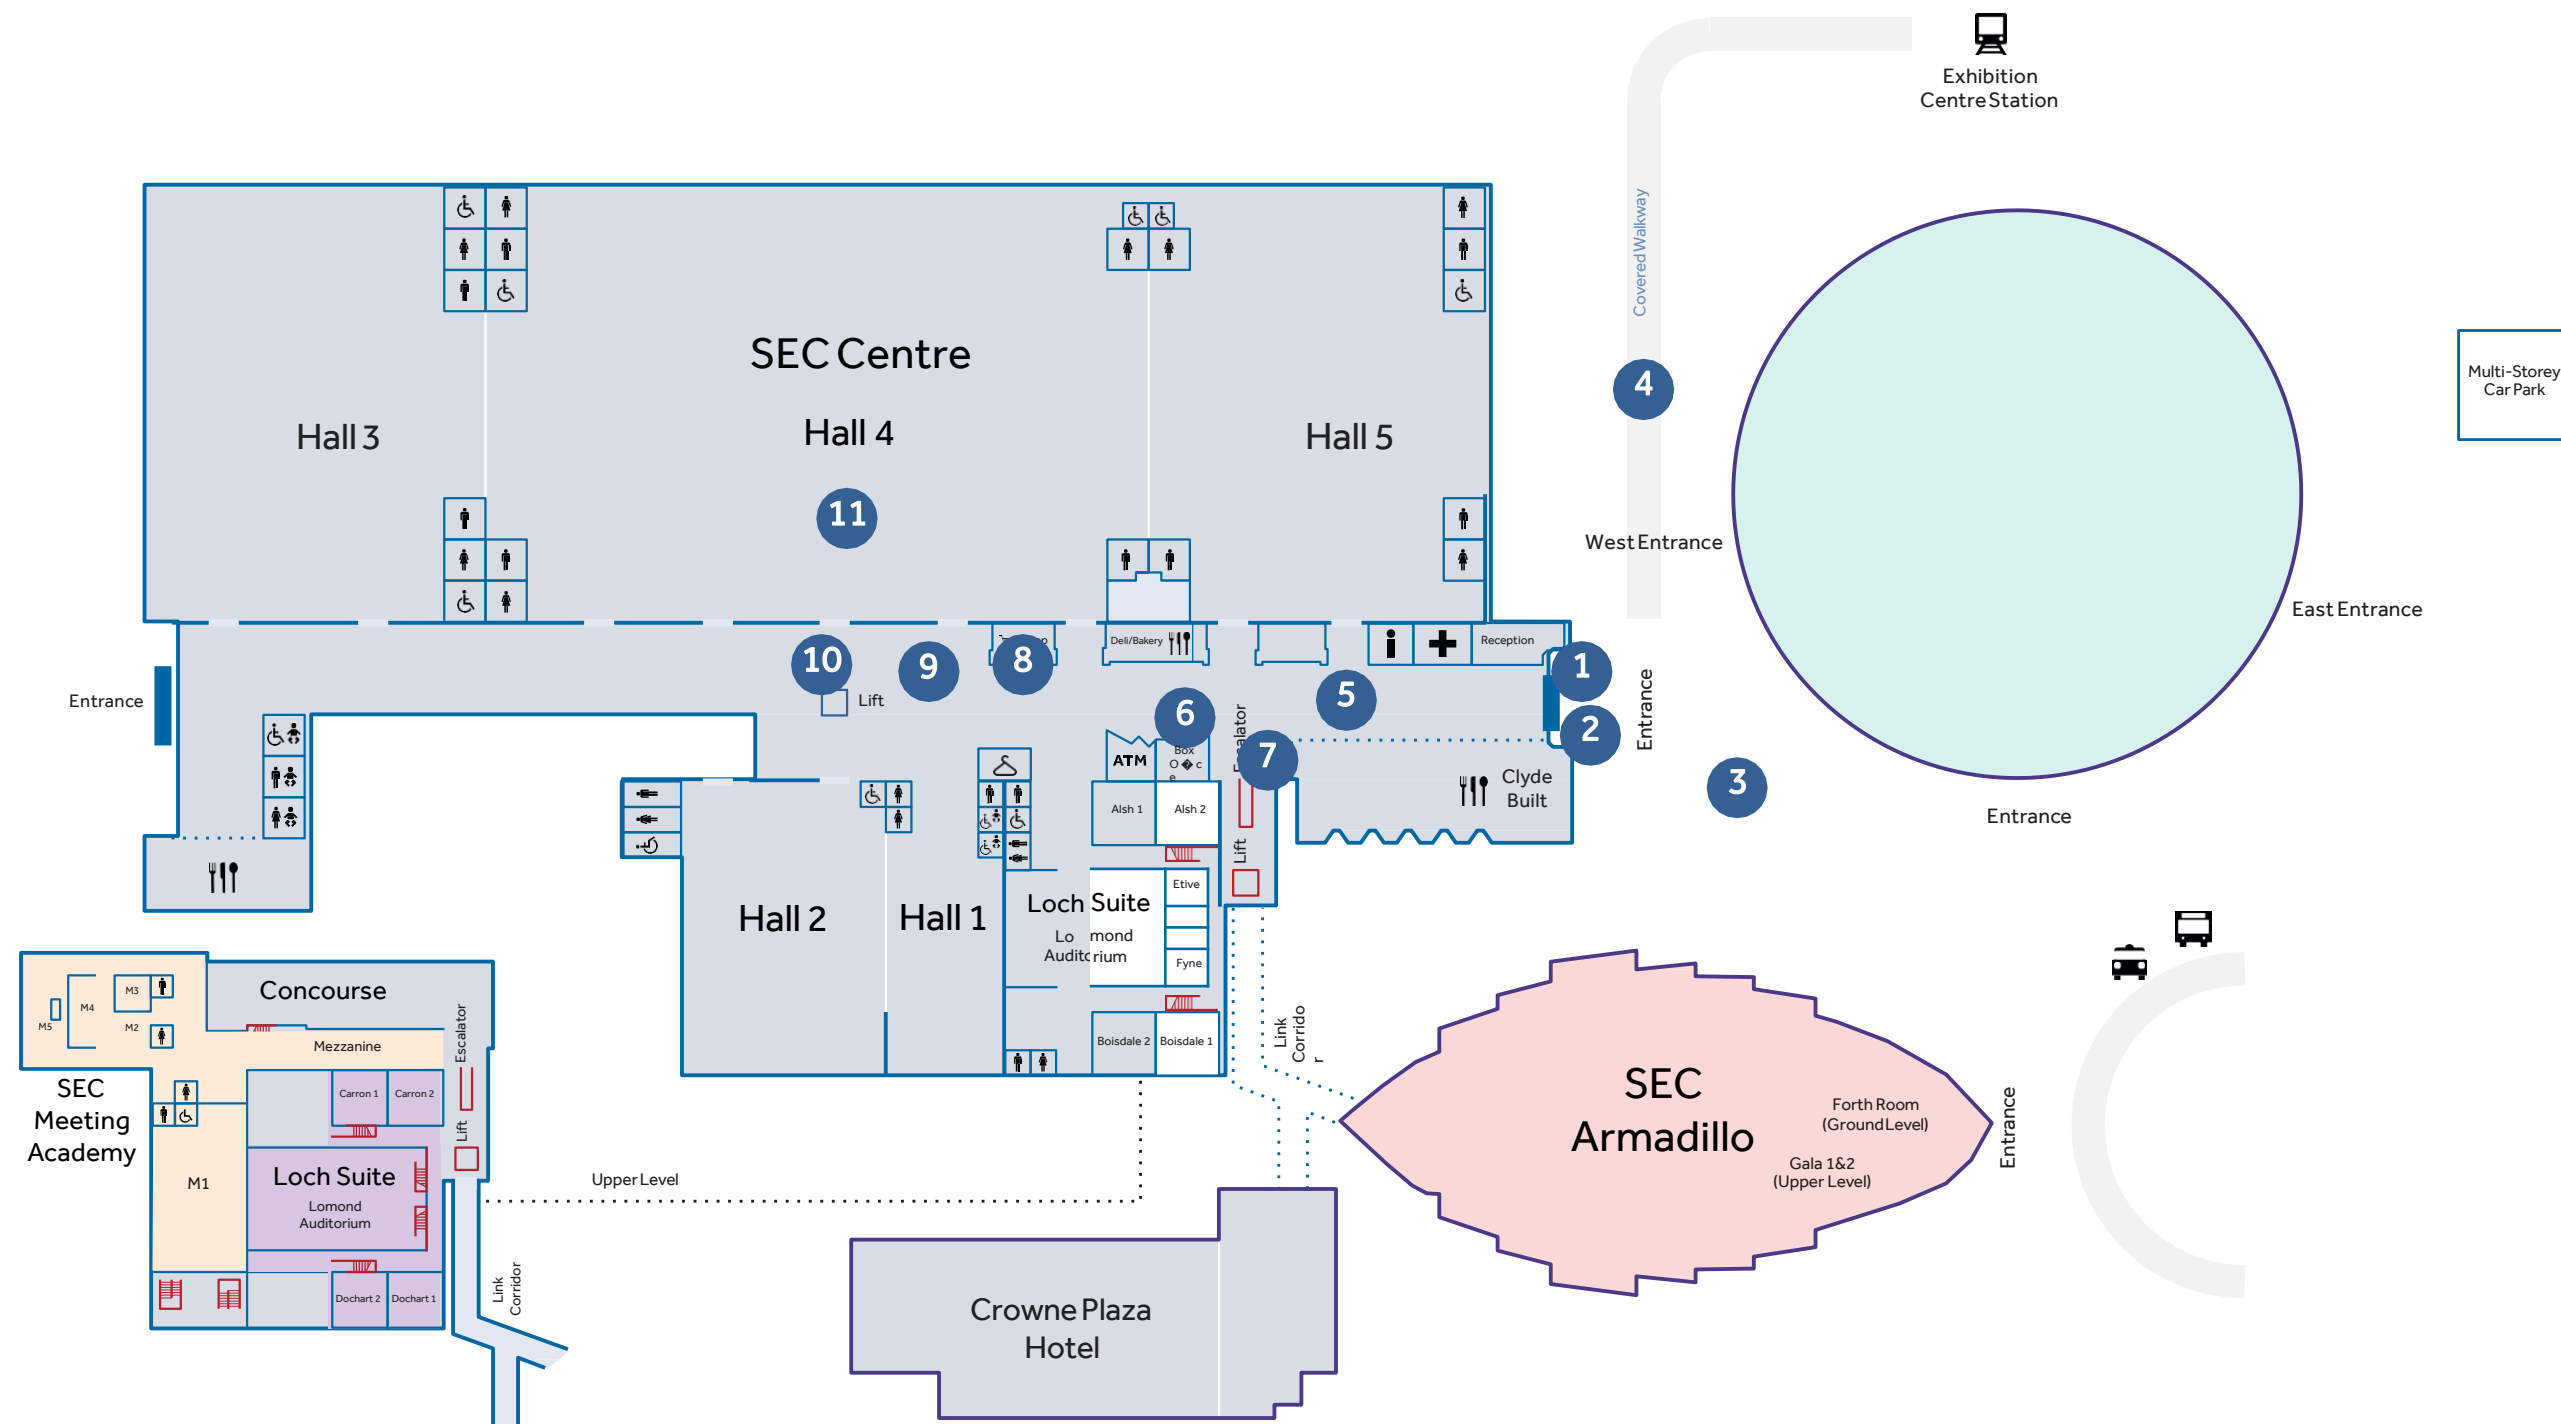 Exhibition
Centre Station
Covered Walkway
4
Multi-Storey
Car Park
SEC Centre
Hall 3
Hall 4
Hall 5
11
West Entrance
East Entrance
Entrance
10
Lift
9
8
Deli/Bakery
Reception
1
5
2
Entrance
6
Escalator
7
3
ATM
Box
Clyde
Built
Entrance
Alsh 1
Alsh 2
Lift
Etive
Hall 2
Hall 1
Loch Suite
Lomond
Auditorium
Fyne
Boisdale 2
Boisdale 1
Link
Corrido
r
Concourse
M3
M4
M5
M2
Mezzanine
Escalator
SEC
Meeting
Academy
Carron 1
Carron 2
Lift
M1
Loch Suite
Lomond
Auditorium
Upper Level
Dochart 2
Dochart 1
Link
Corridor
SEC
Armadillo
Forth Room
(Ground Level)
Gala 1&2
(Upper Level)
Entrance
Crowne Plaza
Hotel